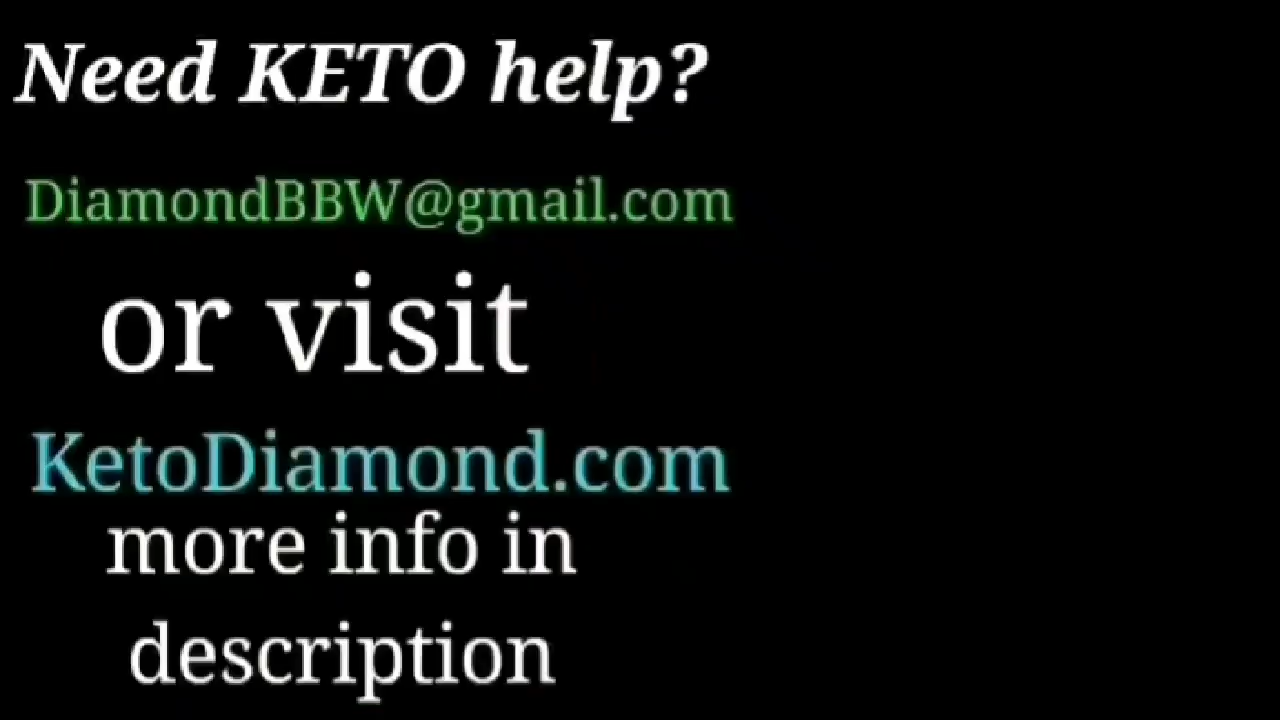 Need KETO help?
DiamondBBW@gmail.com
or visit
KetoDiamond.com
more info in
description